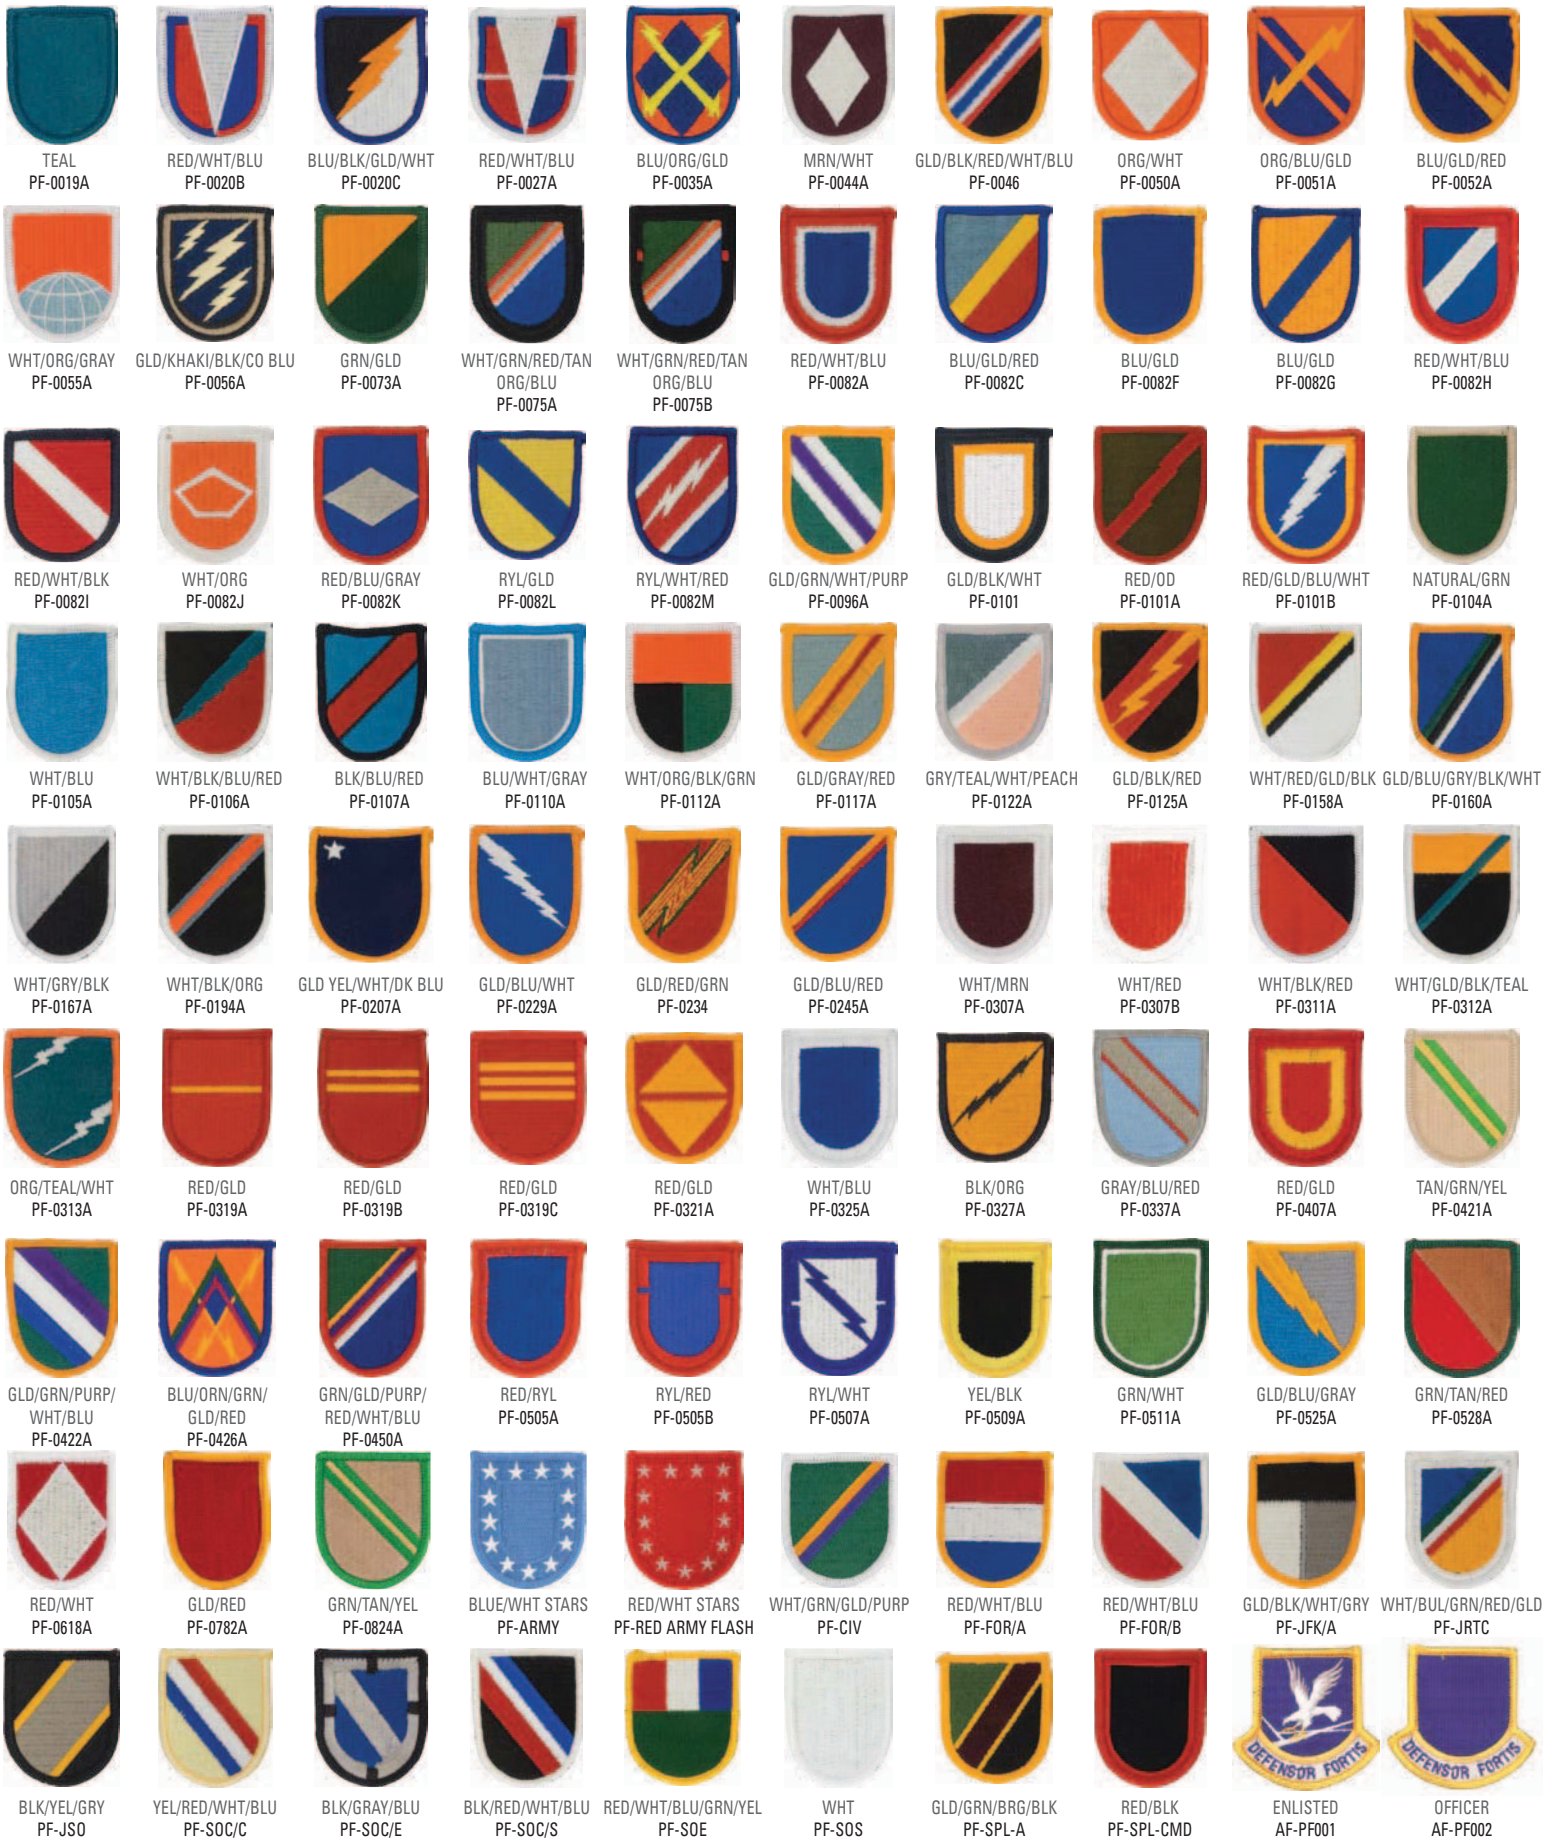 TEAL RED/WHT/BLU BLU/BLK/GLD/WHT RED/WHT/BLU BLU/ORG/GLD MRN/WHT GLD/BLK/RED/WHT/BLU ORG/WHT ORG/BLU/GLD BLU/GLD/RED
PF-0019A PF-0020B PF-0020C PF-0027A PF-0035A PF-0044A PF-0046 PF-0050A PF-0051A PF-0052A
WHT/ORG/GRAY GLD/KHAKI/BLK/CO BLU GRN/GLD WHT/GRN/RED/TAN WHT/GRN/RED/TAN RED/WHT/BLU BLU/GLD/RED BLU/GLD BLU/GLD RED/WHT/BLU
PF-0055A PF-0056A PF-0073A ORG/BLU ORG/BLU PF-0082A PF-0082C PF-0082F PF-0082G PF-0082H
PF-0075A PF-0075B
RED/WHT/BLK WHT/ORG RED/BLU/GRAY RYL/GLD RYL/WHT/RED GLD/GRN/WHT/PURP GLD/BLK/WHT RED/OD RED/GLD/BLU/WHT NATURAL/GRN
PF-0082I PF-0082J PF-0082K PF-0082L PF-0082M PF-0096A PF-0101 PF-0101A PF-0101B PF-0104A
WHT/BLU WHT/BLK/BLU/RED BLK/BLU/RED BLU/WHT/GRAY WHT/ORG/BLK/GRN GLD/GRAY/RED GRY/TEAL/WHT/PEACH GLD/BLK/RED WHT/RED/GLD/BLK GLD/BLU/GRY/BLK/WHT
PF-0105A PF-0106A PF-0107A PF-0110A PF-0112A PF-0117A PF-0122A PF-0125A PF-0158A PF-0160A
WHT/GRY/BLK WHT/BLK/ORG GLD YEL/WHT/DK BLU GLD/BLU/WHT GLD/RED/GRN GLD/BLU/RED WHT/MRN WHT/RED WHT/BLK/RED WHT/GLD/BLK/TEAL
PF-0167A PF-0194A PF-0207A PF-0229A PF-0234 PF-0245A PF-0307A PF-0307B PF-0311A PF-0312A
ORG/TEAL/WHT RED/GLD RED/GLD RED/GLD RED/GLD WHT/BLU BLK/ORG GRAY/BLU/RED RED/GLD TAN/GRN/YEL
PF-0313A PF-0319A PF-0319B PF-0319C PF-0321A PF-0325A PF-0327A PF-0337A PF-0407A PF-0421A
GLD/GRN/PURP/ BLU/ORN/GRN/ GRN/GLD/PURP/ RED/RYL RYL/RED RYL/WHT YEL/BLK GRN/WHT GLD/BLU/GRAY GRN/TAN/RED
WHT/BLU GLD/RED RED/WHT/BLU PF-0505A PF-0505B PF-0507A PF-0509A PF-0511A PF-0525A PF-0528A
PF-0422A PF-0426A PF-0450A
RED/WHT GLD/RED GRN/TAN/YEL BLUE/WHT STARS RED/WHT STARS WHT/GRN/GLD/PURP RED/WHT/BLU RED/WHT/BLU GLD/BLK/WHT/GRY WHT/BUL/GRN/RED/GLD
PF-0618A PF-0782A PF-0824A PF-ARMY PF-RED ARMY FLASH PF-CIV PF-FOR/A PF-FOR/B PF-JFK/A PF-JRTC
DEFENSOR FORTIS DEFENSOR FORTIS
BLK/YEL/GRY YEL/RED/WHT/BLU BLK/GRAY/BLU BLK/RED/WHT/BLU RED/WHT/BLU/GRN/YEL WHT GLD/GRN/BRG/BLK RED/BLK ENLISTED OFFICER
PF-JSO PF-SOC/C PF-SOC/E PF-SOC/S PF-SOE PF-SOS PF-SPL-A PF-SPL-CMD AF-PF001 AF-PF002